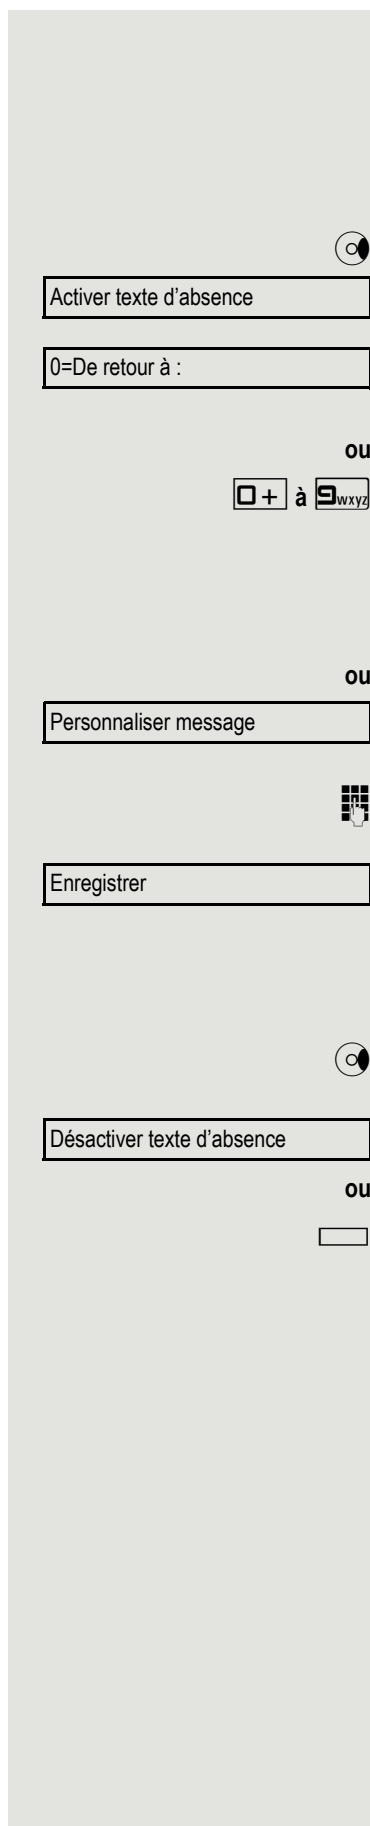 Activer texte d'absence
0=De retour à :
ou
0+ à 9wxyz
ou
Personnaliser message
Enregistrer
Désactiver texte d'absence
ou